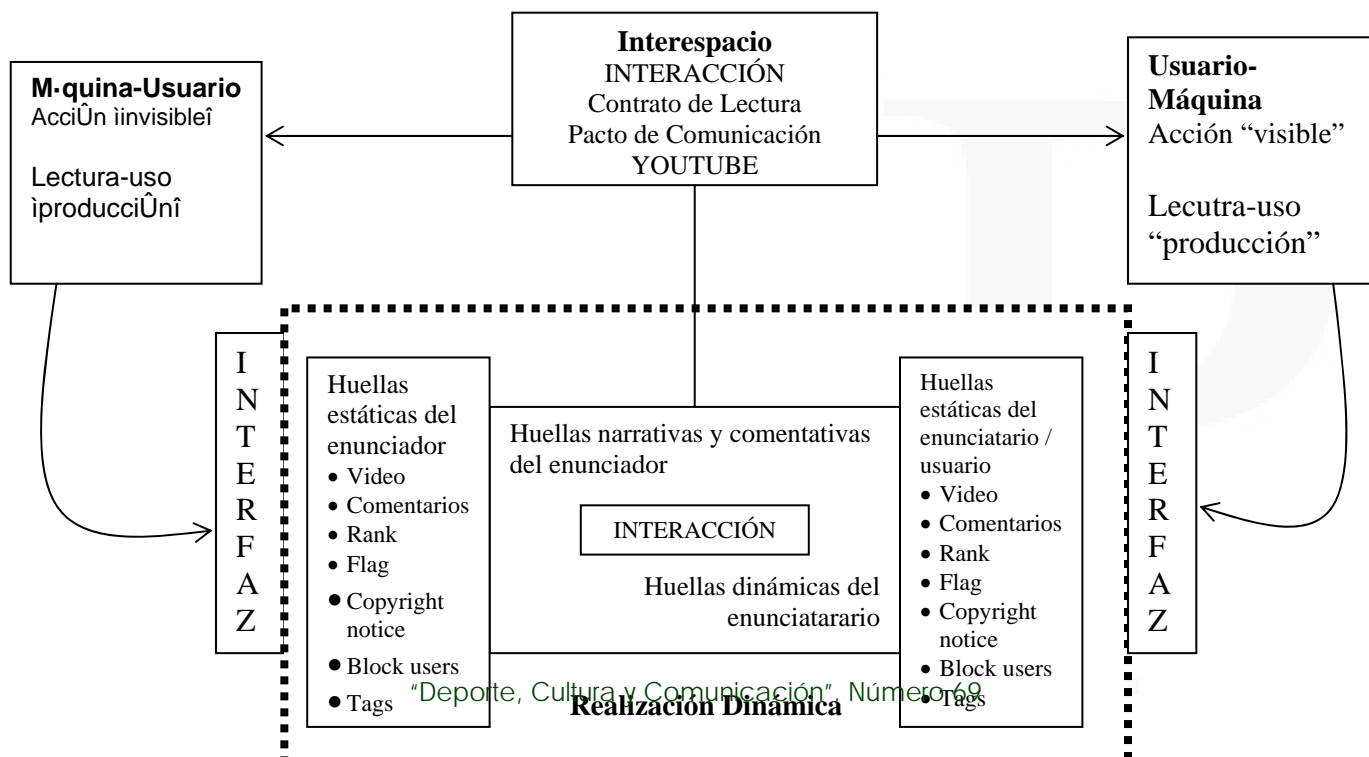 Interespacio
INTERACCIÓN
Contrato de Lectura
Pacto de Comunicación
YOUTUBE
M·quina-Usuario
AcciÛn ìinvisibleî
Lectura-uso
ìproducciÛnî
Usuario-
Máquina
Acción “visible”
Lecutra-uso
“producción”
I
N
T
E
R
F
A
Z
Huellas
estáticas del
enunciador
• Video
• Comentarios
• Rank
• Flag
• Copyright
notice
• Block users
• Tags
Huellas narrativas y comentativas
del enunciador
INTERACCIÓN
Huellas dinámicas del
enunciatarario
Huellas
estáticas del
enunciatario /
usuario
• Video
• Comentarios
• Rank
• Flag
• Copyright
notice
• Block users
• Tags
I
N
T
E
R
F
A
Z
“Deporte, Cultura y Comunicación”, Número 69
Realización Dinámica